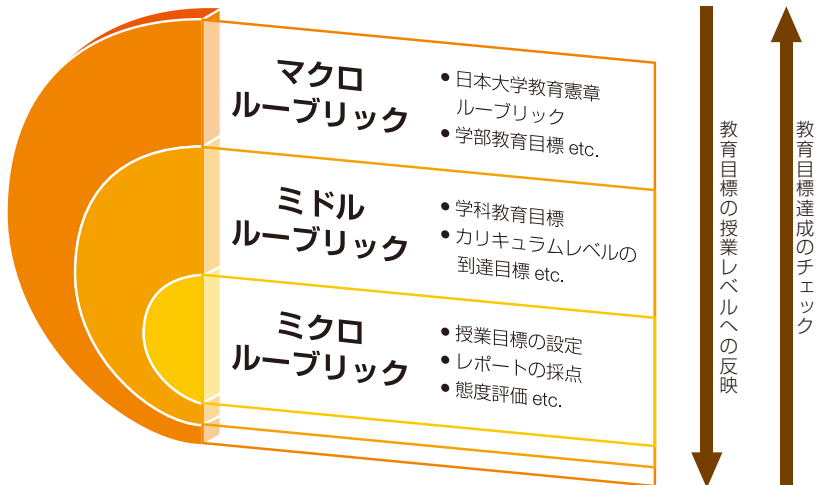 マクロ
ルーブリック
● 日本大学教育憲章
ルーブリック
● 学部教育目標 etc.
ミドル
ルーブリック
● 学科教育目標
● カリキュラムレベルの
到達目標 etc.
ミクロ
ルーブリック
● 授業目標の設定
● レポートの採点
● 態度評価 etc.
教育目標の授業レベルへの反映
教育目標達成のチェック